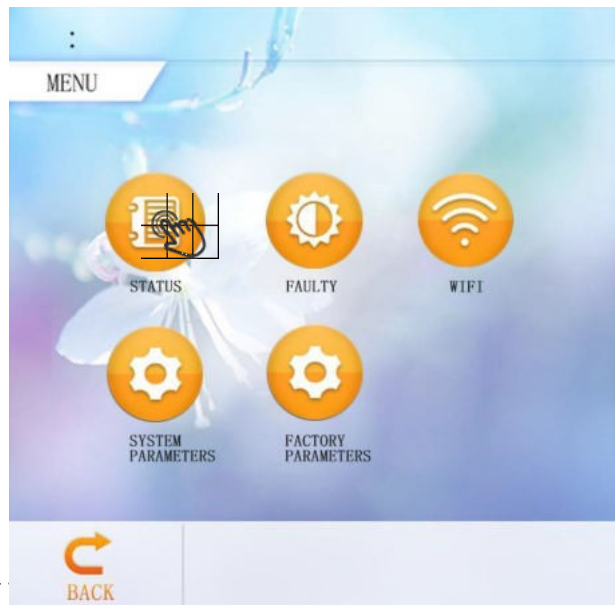 :
MENU
STATUS
FAULTY
WIFI
SYSTEM
PARAMETERS
FACTORY
PARAMETERS
BACK